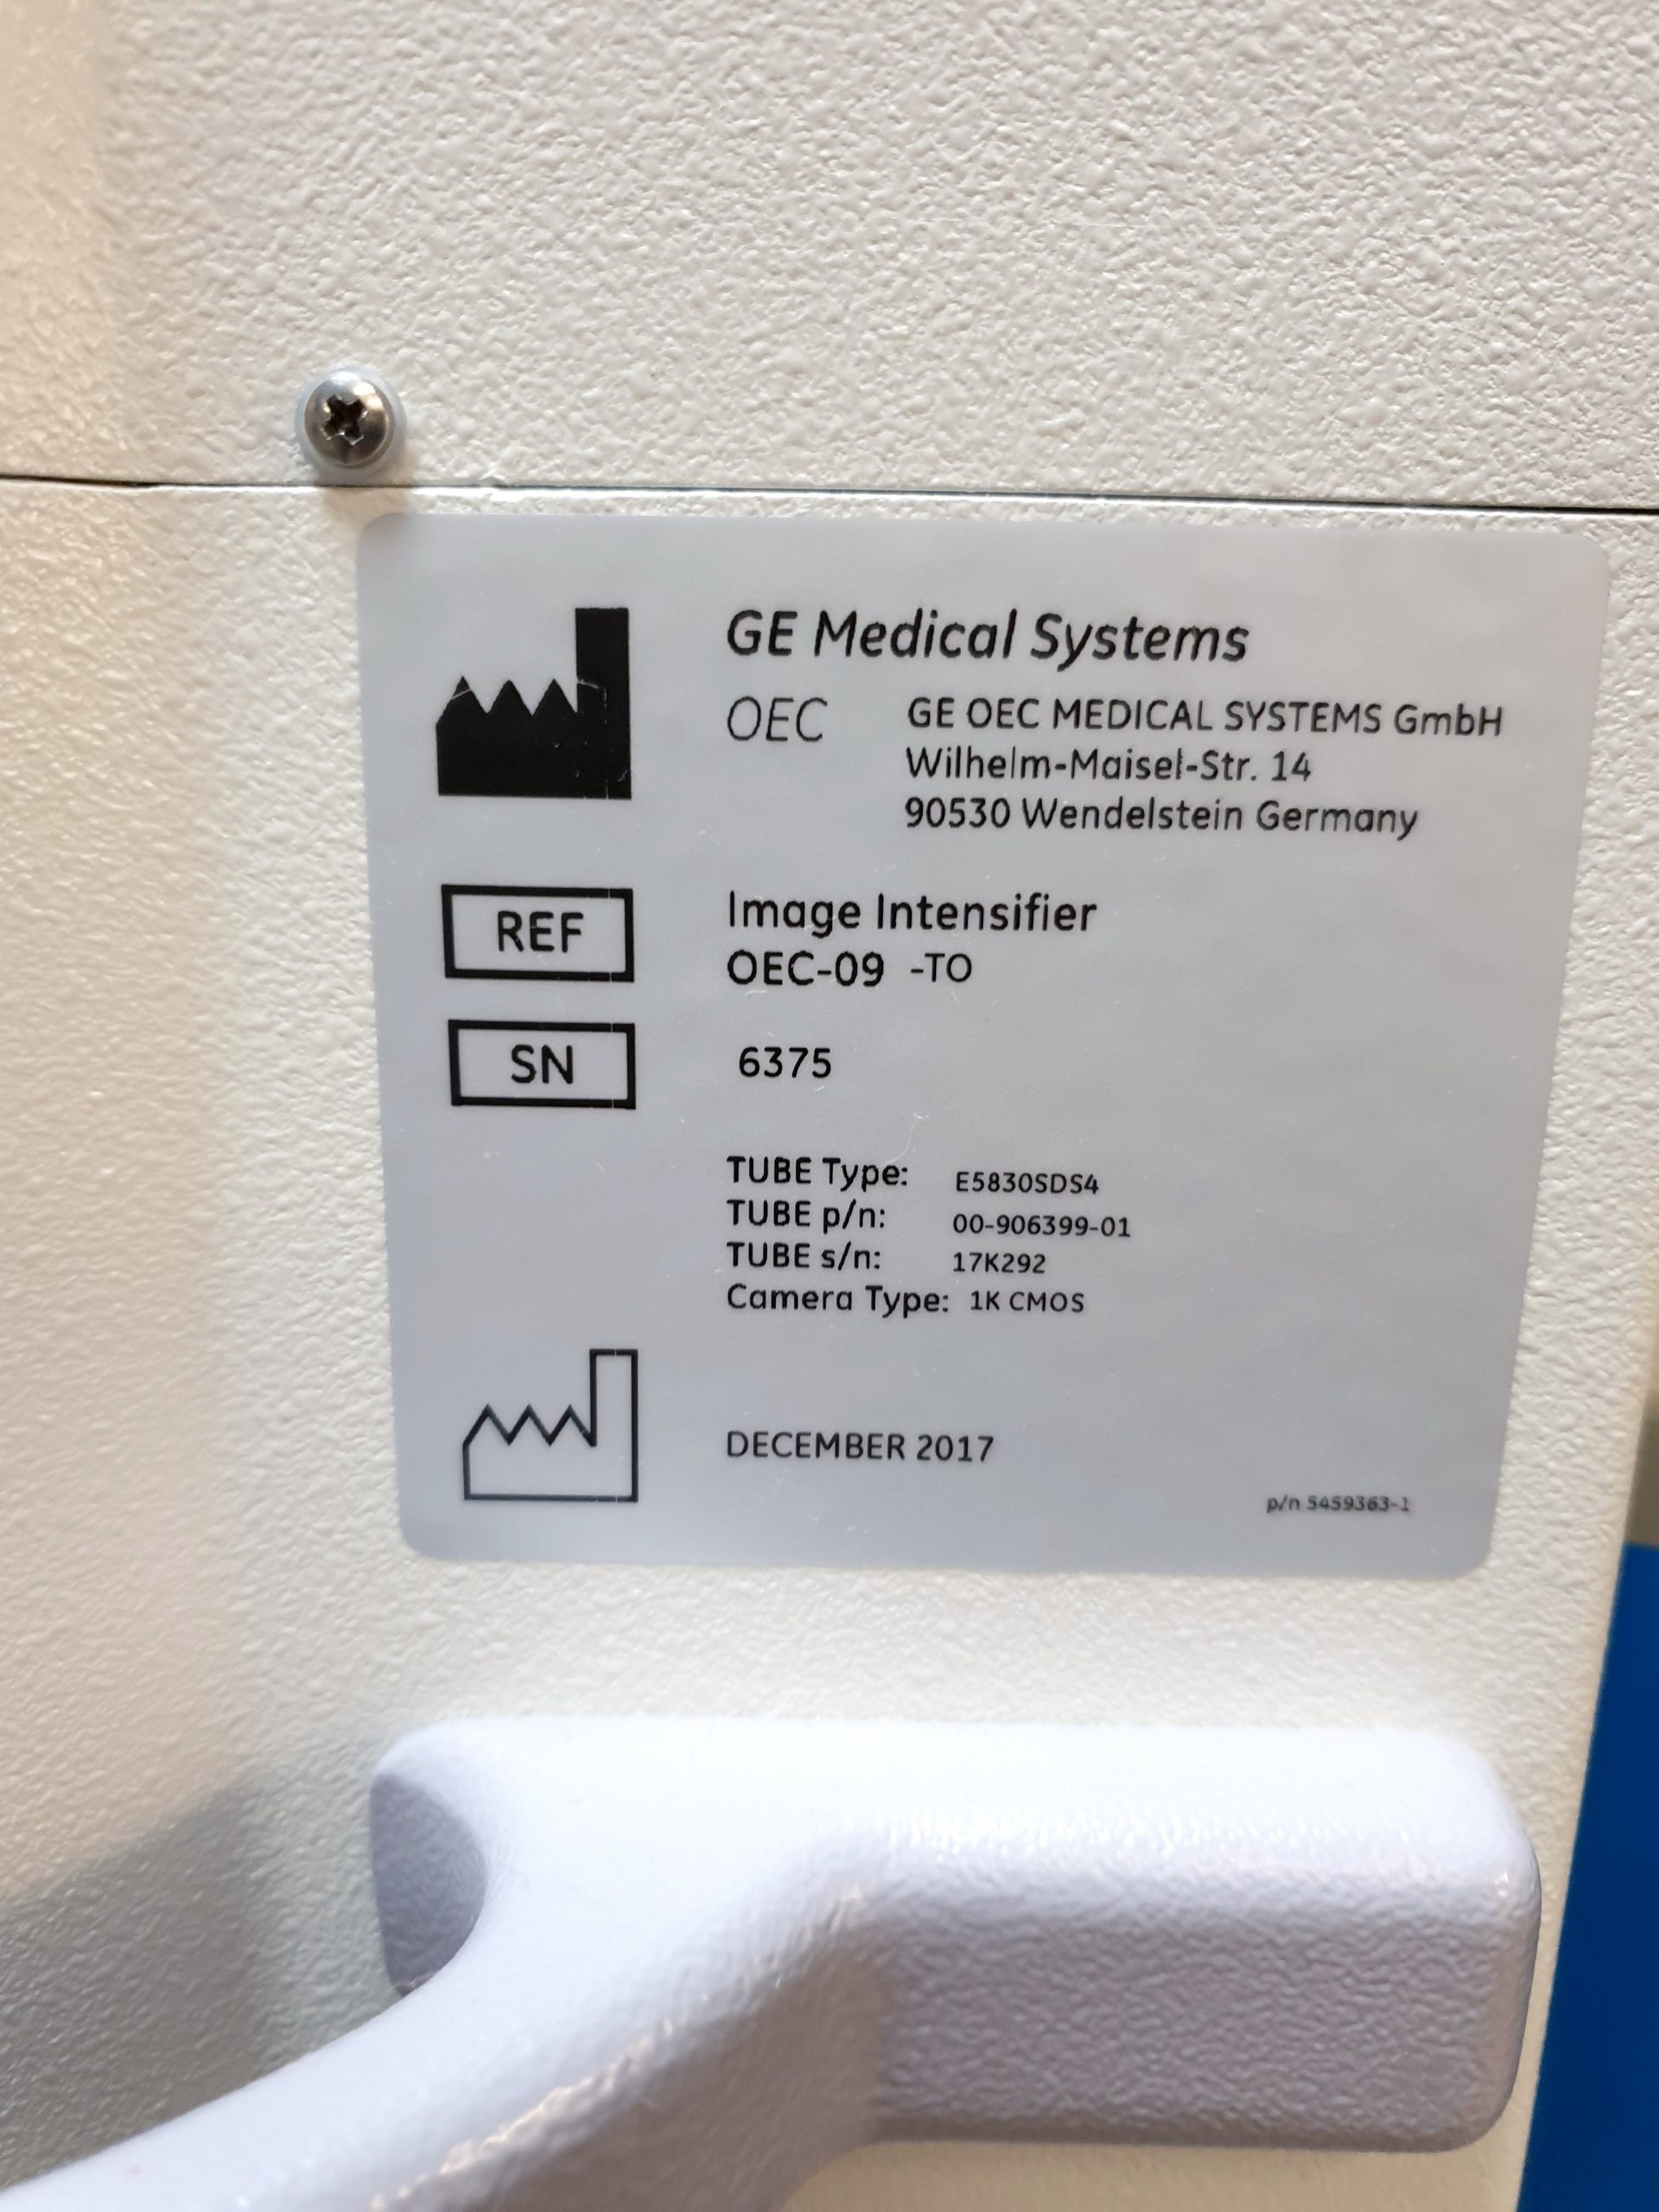 GE Medical Systems
OEC GE OEC MEDICAL SYSTEMS GmbH
Wilhelm-Maisel-Str. 14
90530 Wendelstein Germany
REF Image Intensifier
OEC-09 -TO
SN 6375
TUBE Type: E5830SDS4
TUBE p/n: 00-906399-01
TUBE s/n: 17K292
Camera Type: 1K CMOS
DECEMBER 2017
p/n 5459363-1